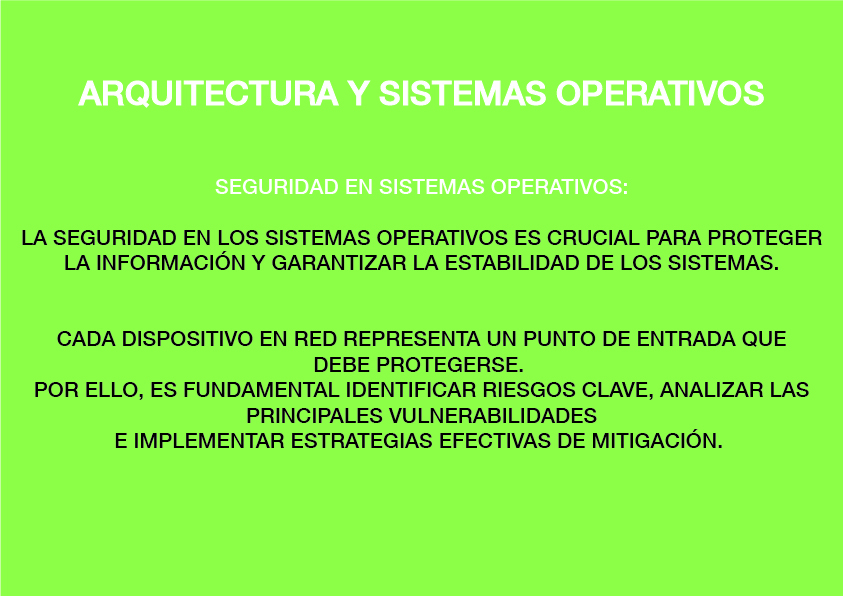 ARQUITECTURA Y SISTEMAS OPERATIVOS
SEGURIDAD EN SISTEMAS OPERATIVOS:
LA SEGURIDAD EN LOS SISTEMAS OPERATIVOS ES CRUCIAL PARA PROTEGER
LA INFORMACIÓN Y GARANTIZAR LA ESTABILIDAD DE LOS SISTEMAS.
CADA DISPOSITIVO EN RED REPRESENTA UN PUNTO DE ENTRADA QUE
DEBE PROTEGERSE.
POR ELLO, ES FUNDAMENTAL IDENTIFICAR RIESGOS CLAVE, ANALIZAR LAS
PRINCIPALES VULNERABILIDADES
E IMPLEMENTAR ESTRATEGIAS EFECTIVAS DE MITIGACIÓN.